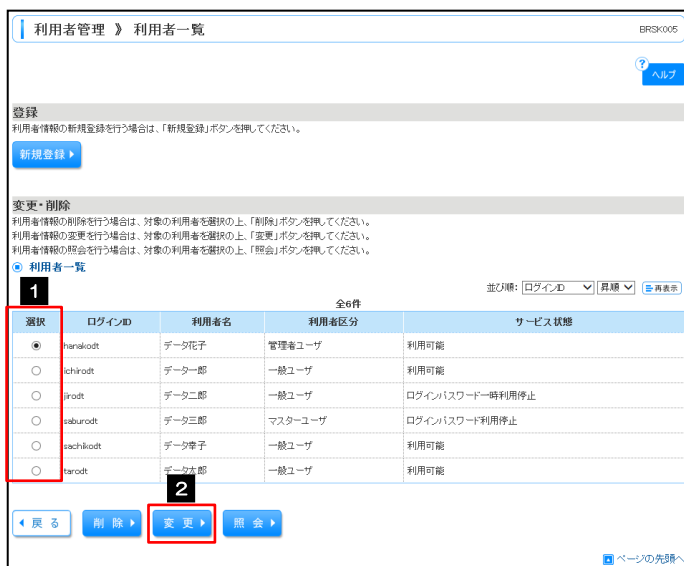 利用者管理 》 利用者一覧
BRSK005
?
ヘルプ
登録
利用者情報の新規登録を行う場合は、「新規登録」ボタンを押してください。
新規登録
変更・削除
利用者情報の削除を行う場合は、対象の利用者を選択の上、「削除」ボタンを押してください。
利用者情報の変更を行う場合は、対象の利用者を選択の上、「変更」ボタンを押してください。
利用者情報の照会を行う場合は、対象の利用者を選択の上、「照会」ボタンを押してください。
利用者一覧
1
並び順: ログインID 昇順 再表示
全6件
選択 ログインID 利用者名 利用者区分 サービス状態
hanakodt データ花子 管理者ユーザ 利用可能
ichirodt データ一郎 一般ユーザ 利用可能
jirodt データ二郎 一般ユーザ ログインパスワード一時利用停止
saburodt データ三郎 マスターユーザ ログインパスワード利用停止
sachikodt データ幸子 一般ユーザ 利用可能
tarodt データ太郎 一般ユーザ 利用可能
2
戻る 削除 変更 照会
ページの先頭へ